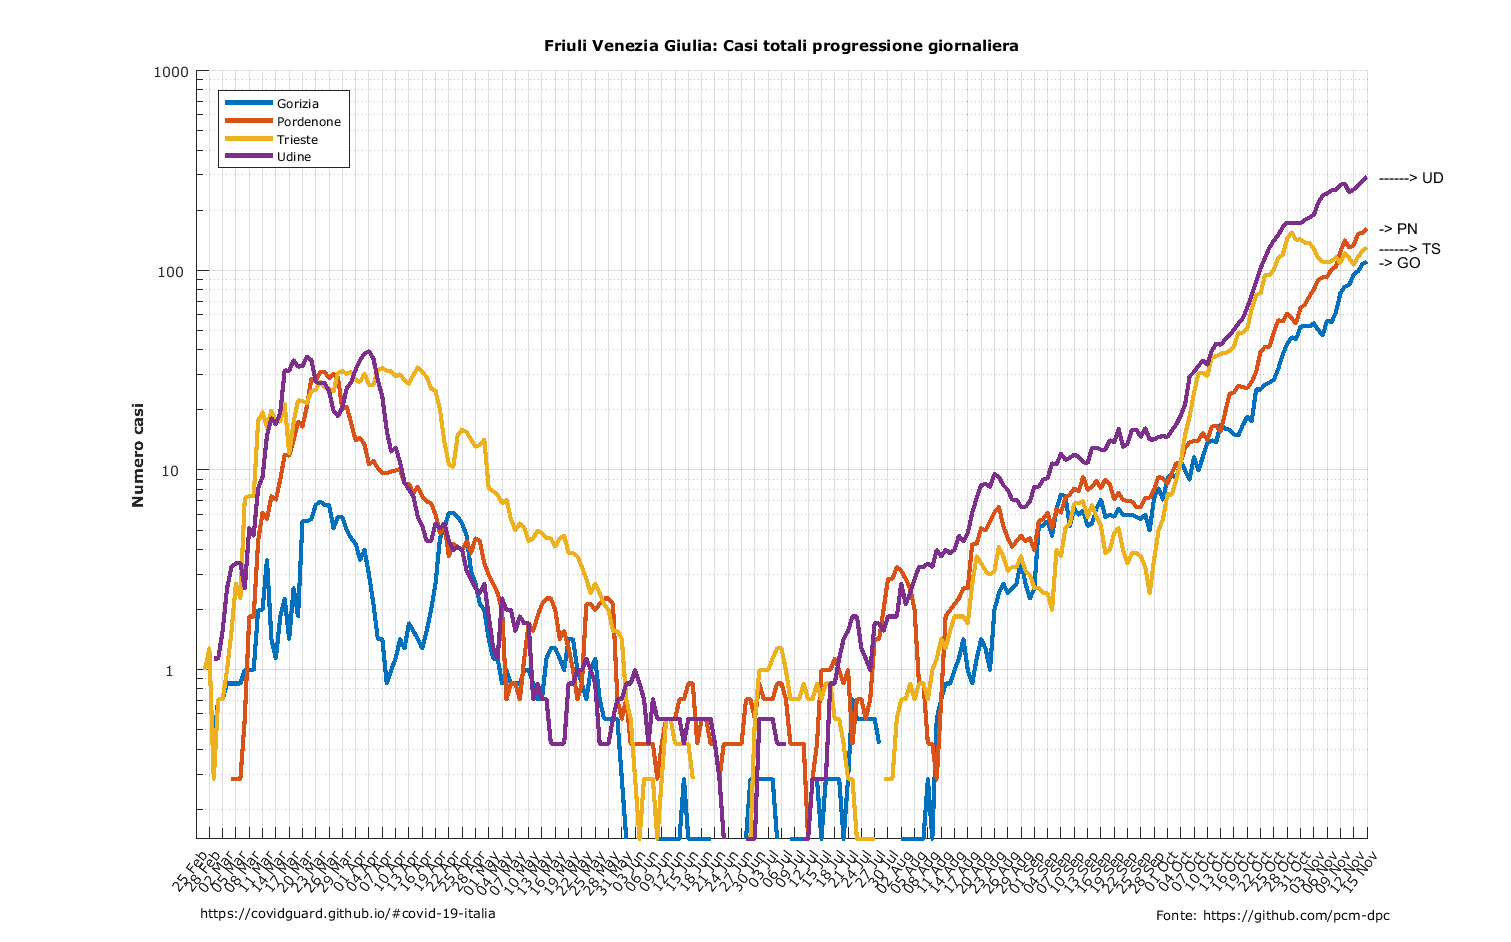 Friuli Venezia Giulia: Casi totali progressione giornaliera
1000
100
10
1
Numero casi
Gorizia
Pordenone
Trieste
Udine
------> UD
-> PN
------> TS
-> GO
25 Feb
28 Feb
02 Mar
05 Mar
08 Mar
11 Mar
14 Mar
17 Mar
20 Mar
23 Mar
26 Mar
29 Mar
01 Apr
04 Apr
07 Apr
10 Apr
13 Apr
16 Apr
19 Apr
22 Apr
25 Apr
28 Apr
01 May
04 May
07 May
10 May
13 May
16 May
19 May
22 May
25 May
28 May
31 May
03 Jun
06 Jun
09 Jun
12 Jun
15 Jun
18 Jun
21 Jun
24 Jun
27 Jun
30 Jun
03 Jul
06 Jul
09 Jul
12 Jul
15 Jul
18 Jul
21 Jul
24 Jul
27 Jul
30 Jul
02 Aug
05 Aug
08 Aug
11 Aug
14 Aug
17 Aug
20 Aug
23 Aug
26 Aug
29 Aug
01 Sep
04 Sep
07 Sep
10 Sep
13 Sep
16 Sep
19 Sep
22 Sep
25 Sep
28 Sep
01 Oct
04 Oct
07 Oct
10 Oct
13 Oct
16 Oct
19 Oct
22 Oct
25 Oct
28 Oct
31 Oct
03 Nov
06 Nov
09 Nov
12 Nov
15 Nov
https://covidguard.github.io/#covid-19-italia
Fonte: https://github.com/pcm-dpc